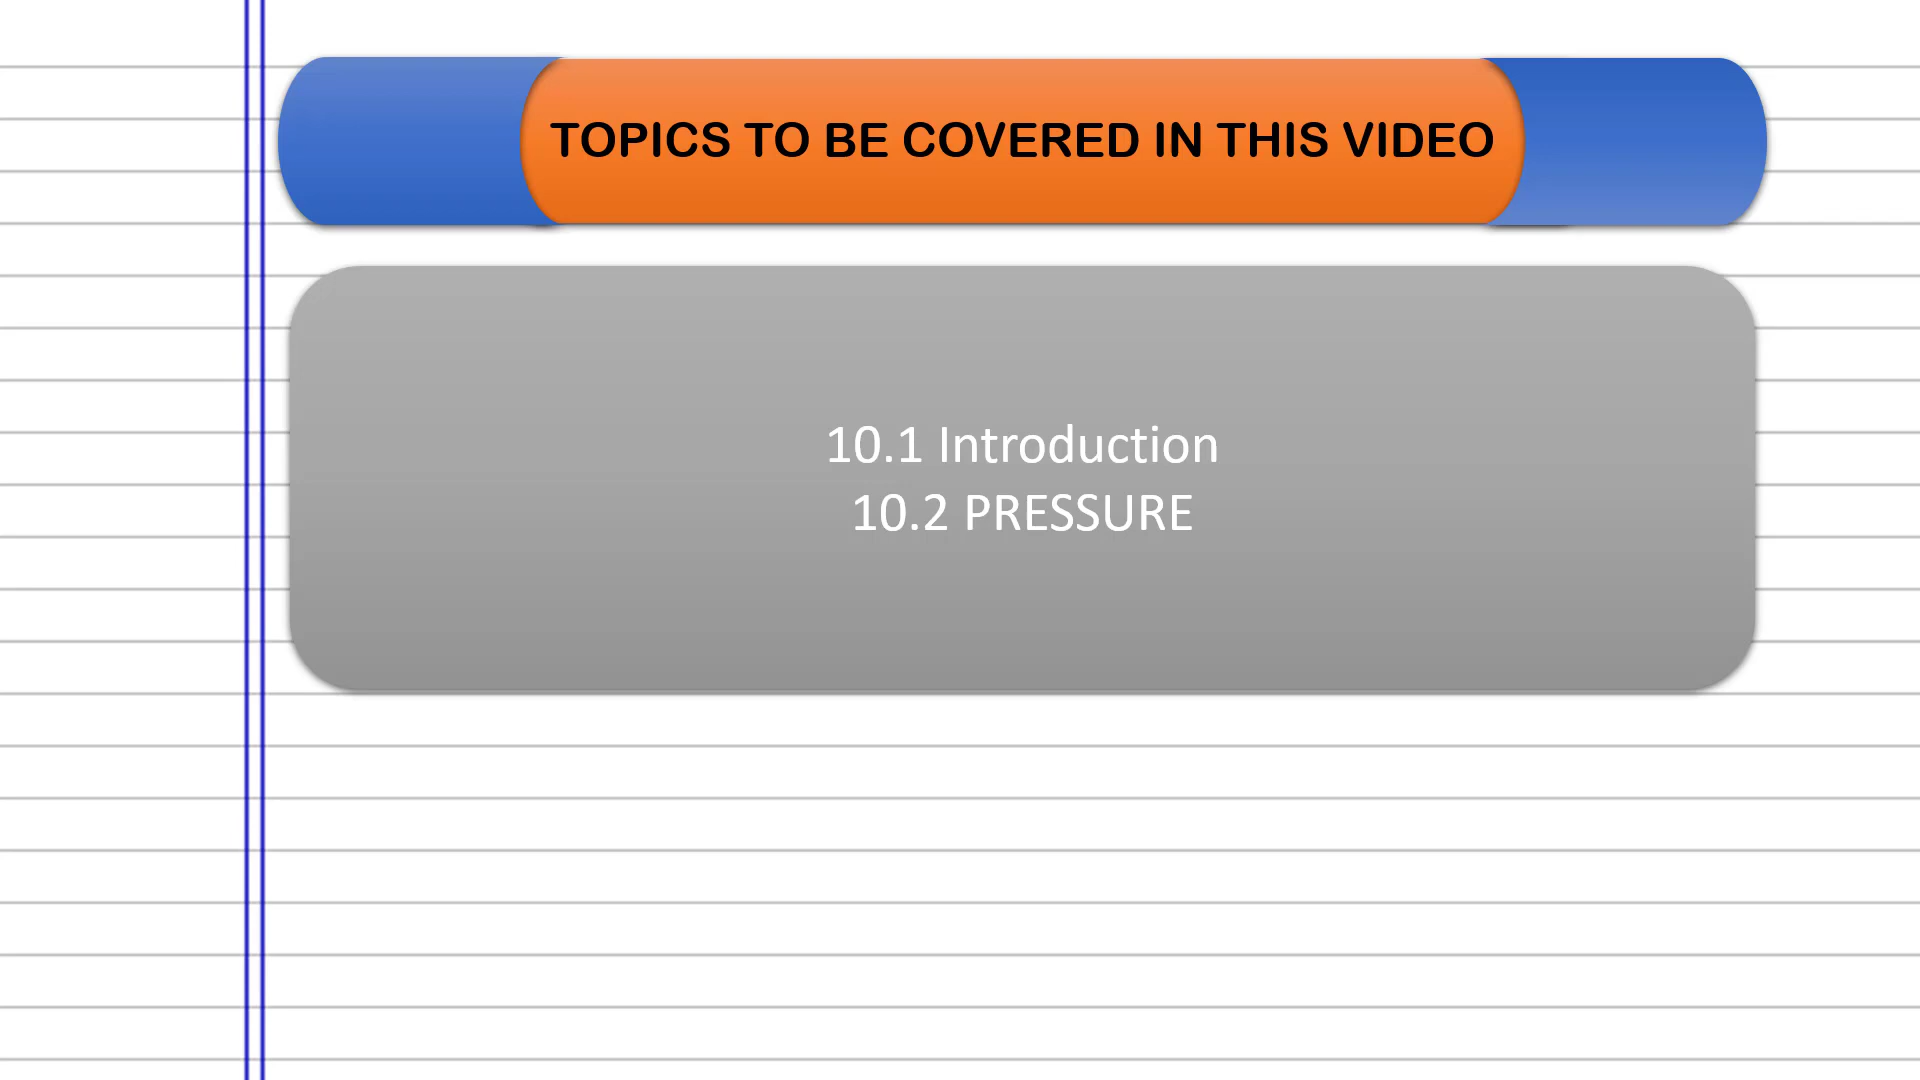 TOPICS TO BE COVERED IN THIS VIDEO
10.1 Introduction
10.2 PRESSURE